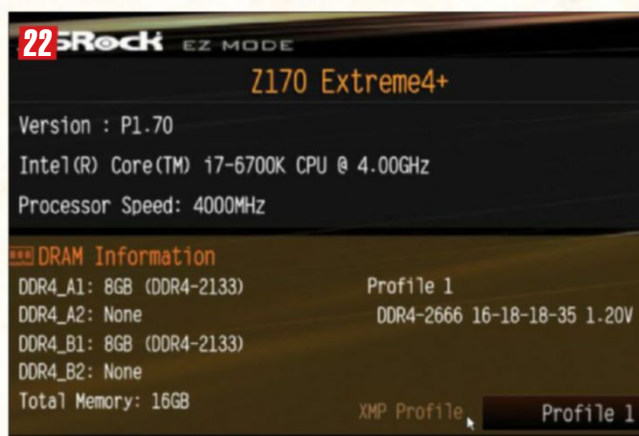 22
ASRock EZ MODE
Z170 Extreme4+
Version : P1.70
Intel(R) Core(TM) i7-6700K CPU @ 4.00GHz
Processor Speed: 4000MHz
DRAM Information
DDR4_A1: 8GB (DDR4-2133)
DDR4_A2: None
DDR4_B1: 8GB (DDR4-2133)
DDR4_B2: None
Total Memory: 16GB
Profile 1
DDR4-2666 16-18-18-35 1.20V
XMP Profile Profile 1